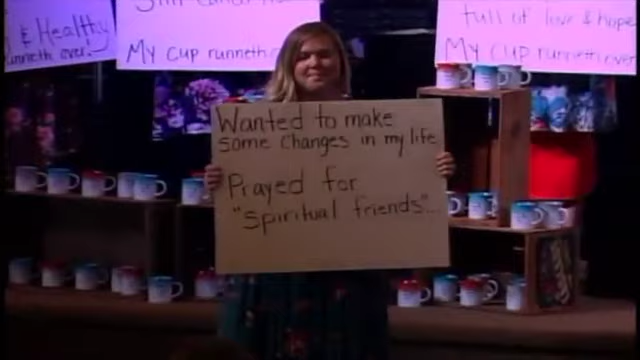 & Healthy
runneth over!
My cup runneth o
full of love & hope
My cup runneth over
Wanted to make
some changes in my life
Prayed for
"spiritual friends"...